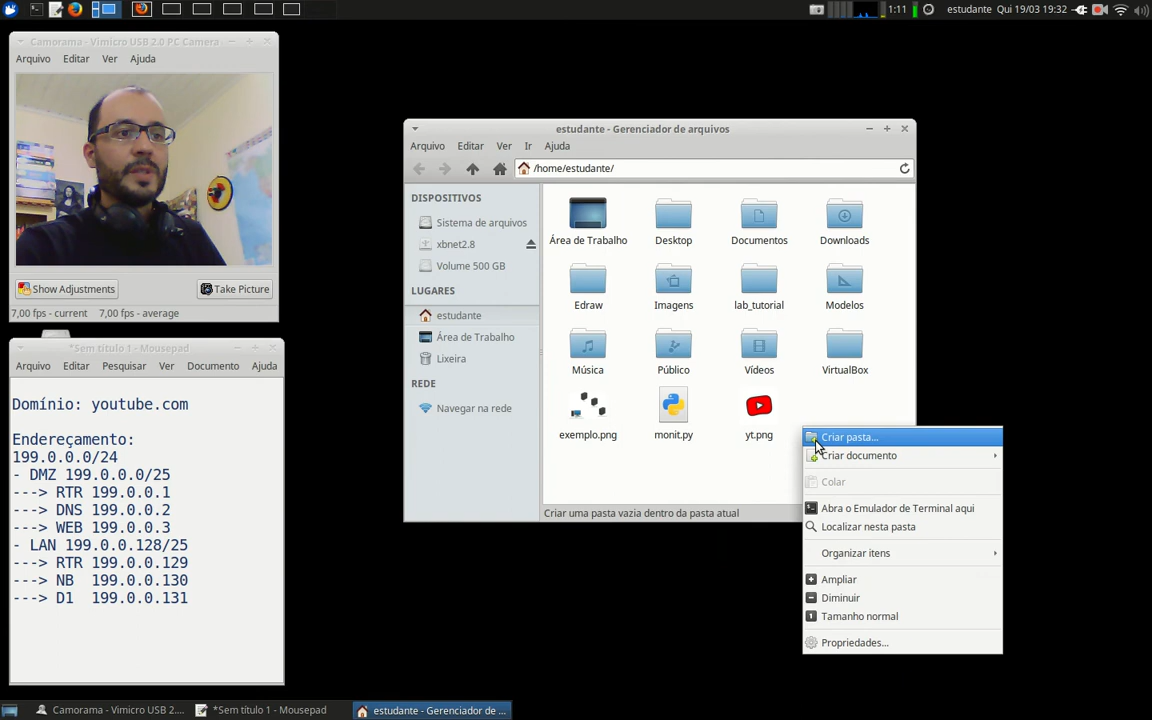 1:11
estudante Qui 19/03 19:32
Camorama - Vimicro USB 2.0 PC Camera
Arquivo Editar Ver Ajuda
Show Adjustments
Take Picture
7,00 fps - current 7,00 fps - average
*Sem título 1 - Mousepad
Arquivo Editar Pesquisar Ver Documento Ajuda
Domínio: youtube.com
Endereçamento:
199.0.0.0/24
- DMZ 199.0.0.0/25
---> RTR 199.0.0.1
---> DNS 199.0.0.2
---> WEB 199.0.0.3
- LAN 199.0.0.128/25
---> RTR 199.0.0.129
---> NB 199.0.0.130
---> D1 199.0.0.131
estudante - Gerenciador de arquivos
Arquivo Editar Ver Ir Ajuda
/home/estudante/
DISPOSITIVOS
Sistema de arquivos
xbnet2.8
Volume 500 GB
LUGARES
estudante
Área de Trabalho
Lixeira
REDE
Navegar na rede
Área de Trabalho Desktop Documentos Downloads
Edraw Imagens lab_tutorial Modelos
Música Público Vídeos VirtualBox
exemplo.png monit.py yt.png
Criar uma pasta vazia dentro da pasta atual
Criar pasta...
Criar documento
Colar
Abra o Emulador de Terminal aqui
Localizar nesta pasta
Organizar itens
Ampliar
Diminuir
Tamanho normal
Propriedades...
Camorama - Vimicro USB 2....
*Sem título 1 - Mousepad
estudante - Gerenciador de ...